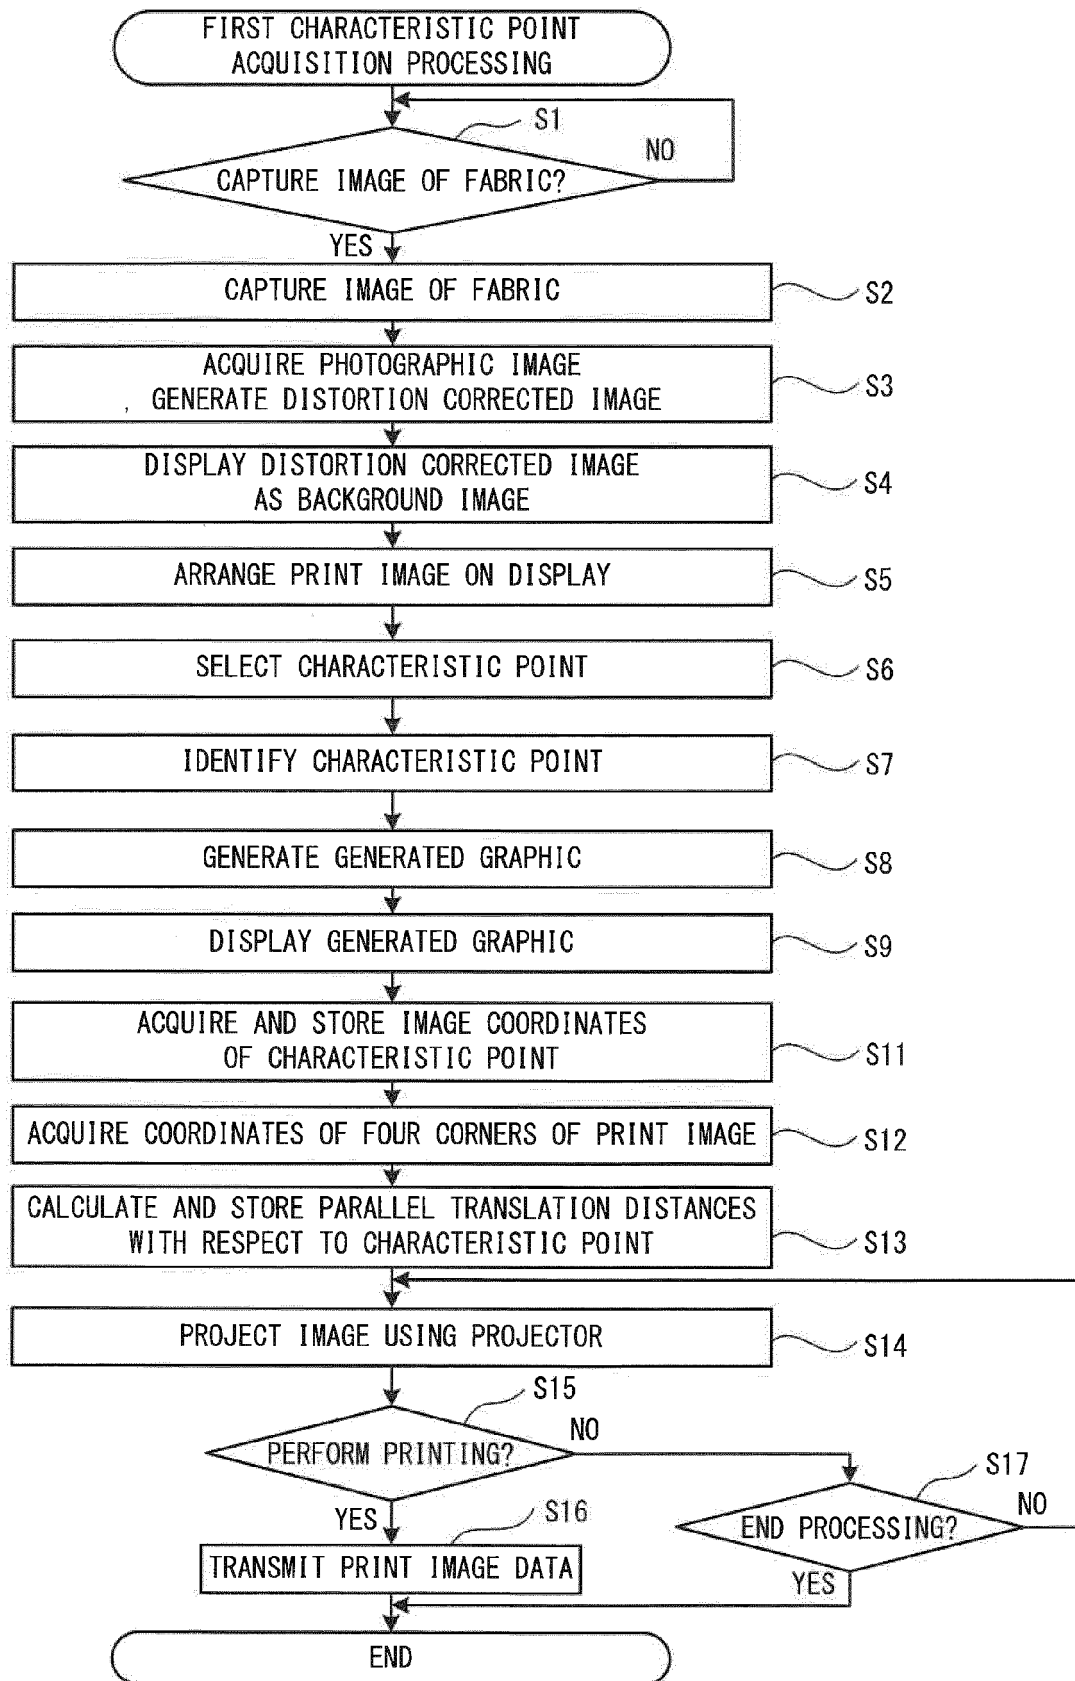 FIRST CHARACTERISTIC POINT
ACQUISITION PROCESSING
S1
NO
CAPTURE IMAGE OF FABRIC?
YES
CAPTURE IMAGE OF FABRIC
S2
ACQUIRE PHOTOGRAPHIC IMAGE
GENERATE DISTORTION CORRECTED IMAGE
S3
DISPLAY DISTORTION CORRECTED IMAGE
AS BACKGROUND IMAGE
S4
ARRANGE PRINT IMAGE ON DISPLAY
S5
SELECT CHARACTERISTIC POINT
S6
IDENTIFY CHARACTERISTIC POINT
S7
GENERATE GENERATED GRAPHIC
S8
DISPLAY GENERATED GRAPHIC
S9
ACQUIRE AND STORE IMAGE COORDINATES
OF CHARACTERISTIC POINT
S11
ACQUIRE COORDINATES OF FOUR CORNERS OF PRINT IMAGE
S12
CALCULATE AND STORE PARALLEL TRANSLATION DISTANCES
WITH RESPECT TO CHARACTERISTIC POINT
S13
PROJECT IMAGE USING PROJECTOR
S14
S15
NO
PERFORM PRINTING?
YES
S17
NO
END PROCESSING?
YES
S16
TRANSMIT PRINT IMAGE DATA
END